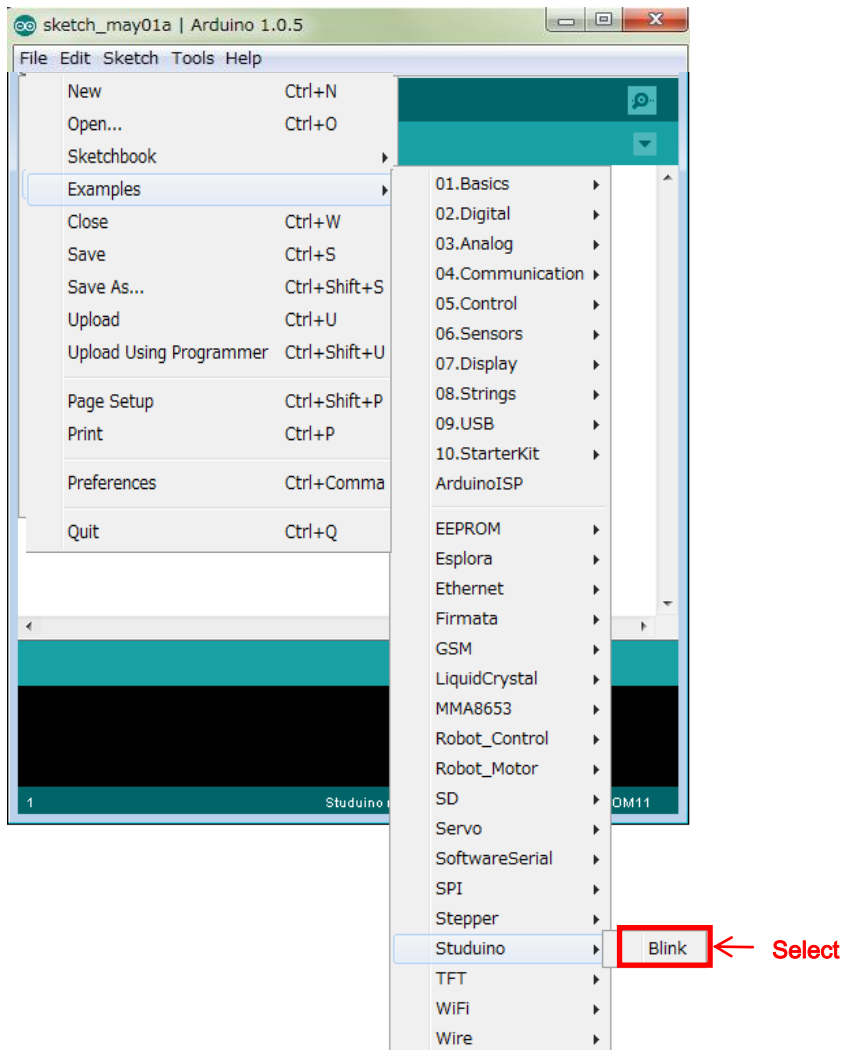 sketch_may01a | Arduino 1.0.5
File Edit Sketch Tools Help
New Ctrl+N
Open... Ctrl+O
Sketchbook
Examples
Close Ctrl+W
Save Ctrl+S
Save As... Ctrl+Shift+S
Upload Ctrl+U
Upload Using Programmer Ctrl+Shift+U
Page Setup Ctrl+Shift+P
Print Ctrl+P
Preferences Ctrl+Comma
Quit Ctrl+Q
01.Basics
02.Digital
03.Analog
04.Communication
05.Control
06.Sensors
07.Display
08.Strings
09.USB
10.StarterKit
ArduinoISP
EEPROM
Esplora
Ethernet
Firmata
GSM
LiquidCrystal
MMA8653
Robot_Control
Robot_Motor
SD
Servo
SoftwareSerial
SPI
Stepper
Studuino
TFT
WiFi
Wire
Blink
Select
1 Studuino OM11